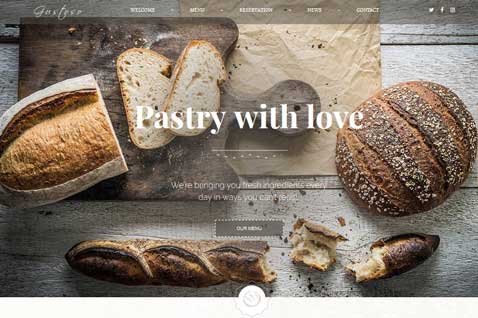 Gustoso
WELCOME
MENU
RESERVATION
NEWS
CONTACT
Pastry with love
We're bringing you fresh ingredients every
day in ways you can't resist.
OUR MENU